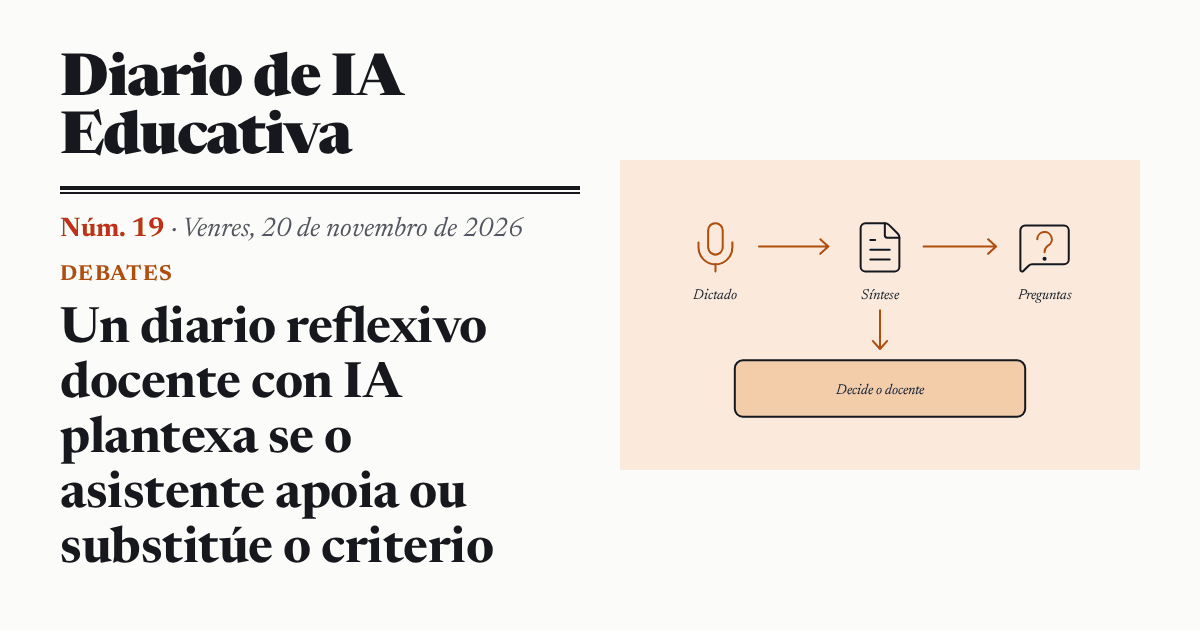 Diario de IA
Educativa
Núm. 19 · Venres, 20 de novembro de 2026
DEBATES
Un diario reflexivo
docente con IA
plantexa se o
asistente apoia ou
substitúe o criterio
Dictado
Síntese
Preguntas
Decide o docente